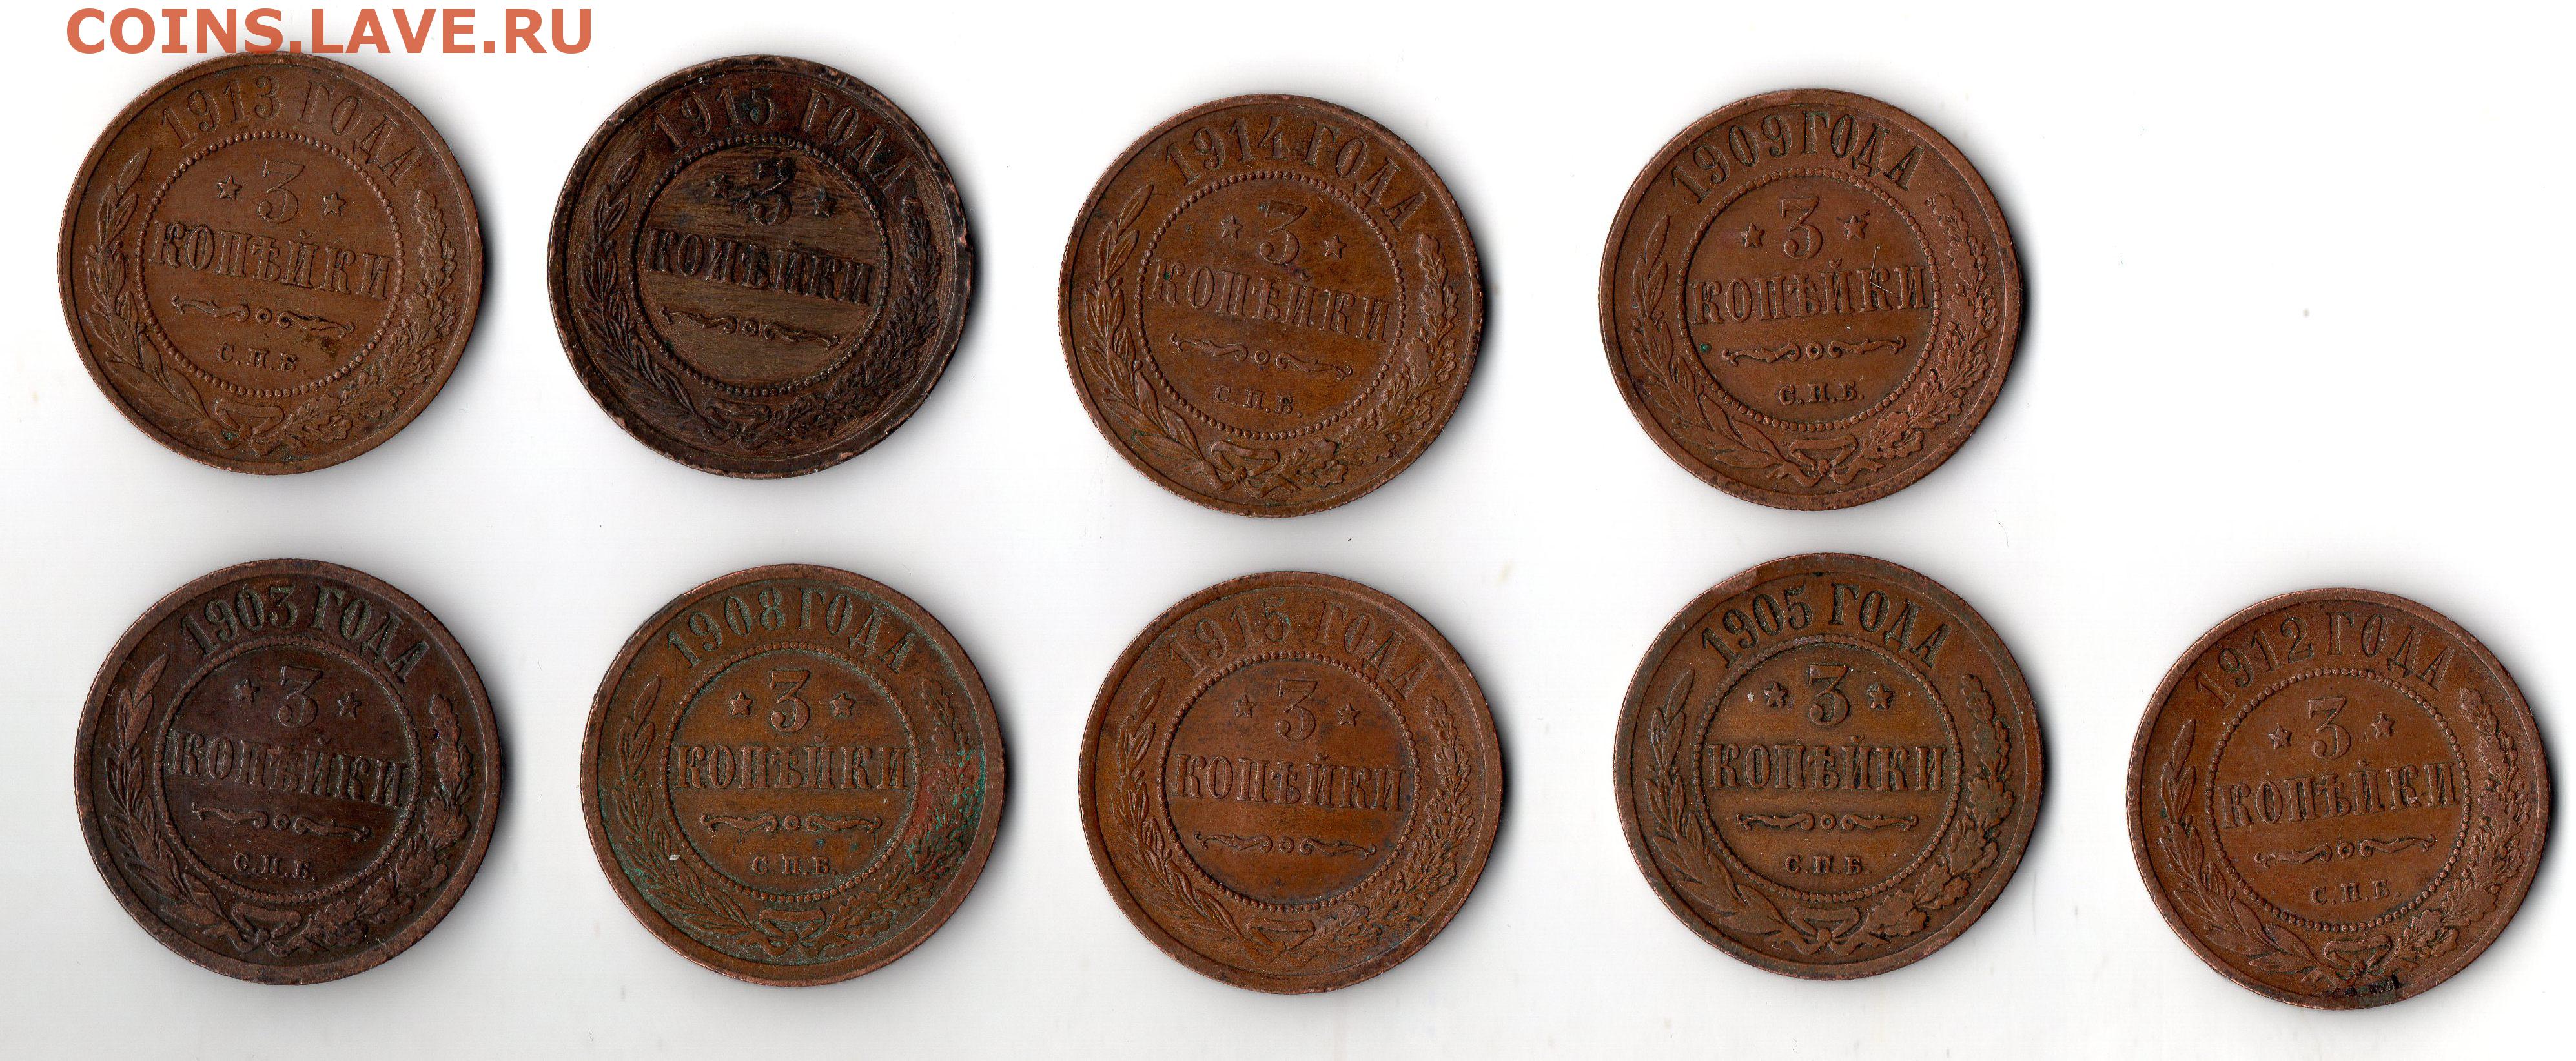 COINS.LAVE.RU
1913 ГОДА
3
КОПѢЙКИ
С.П.Б.
1915 ГОДА
3
КОПѢЙКИ
1914 ГОДА
3
КОПѢЙКИ
С.П.Б.
1909 ГОДА
3
КОПѢЙКИ
С.П.Б.
1903 ГОДА
3
КОПѢЙКИ
С.П.Б.
1908 ГОДА
3
КОПѢЙКИ
С.П.Б.
1915 ГОДА
3
КОПѢЙКИ
1905 ГОДА
3
КОПѢЙКИ
С.П.Б.
1912 ГОДА
3
КОПѢЙКИ
С.П.Б.